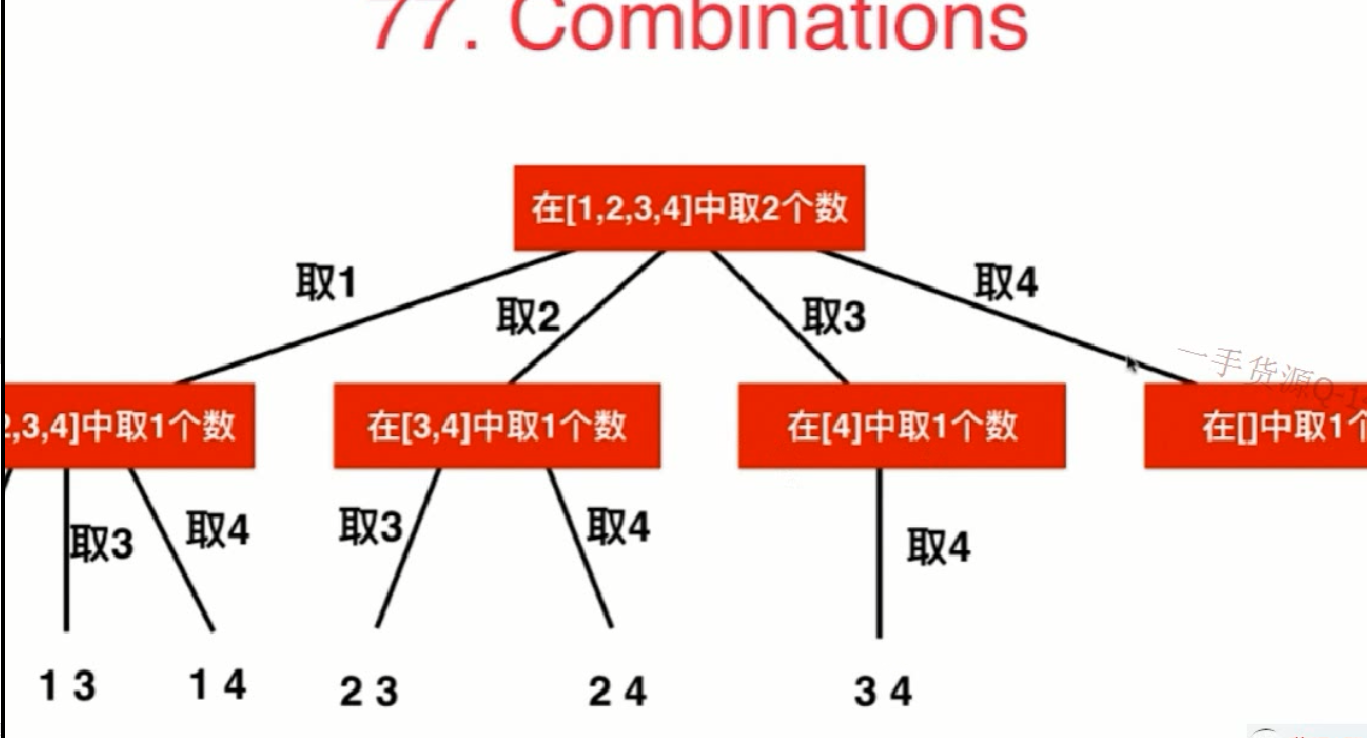 77. Combinations
在[1,2,3,4]中取2个数
取1
取2
取3
取4
一手货源Q-1
2,3,4]中取1个数
在[3,4]中取1个数
在[4]中取1个数
在[]中取1个
取3
取4
取3
取4
取4
1 3
1 4
2 3
2 4
3 4